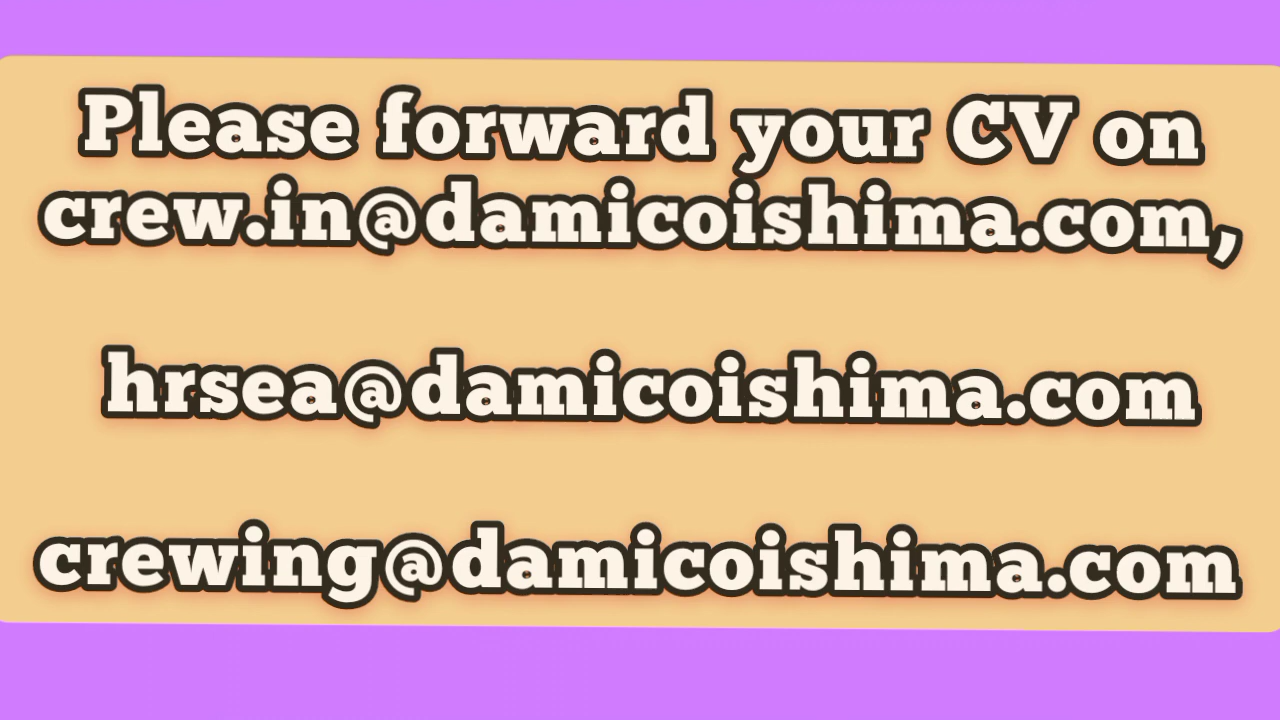 Please forward your CV on
crew.in@damicoishima.com,
hrsea@damicoishima.com
crewing@damicoishima.com